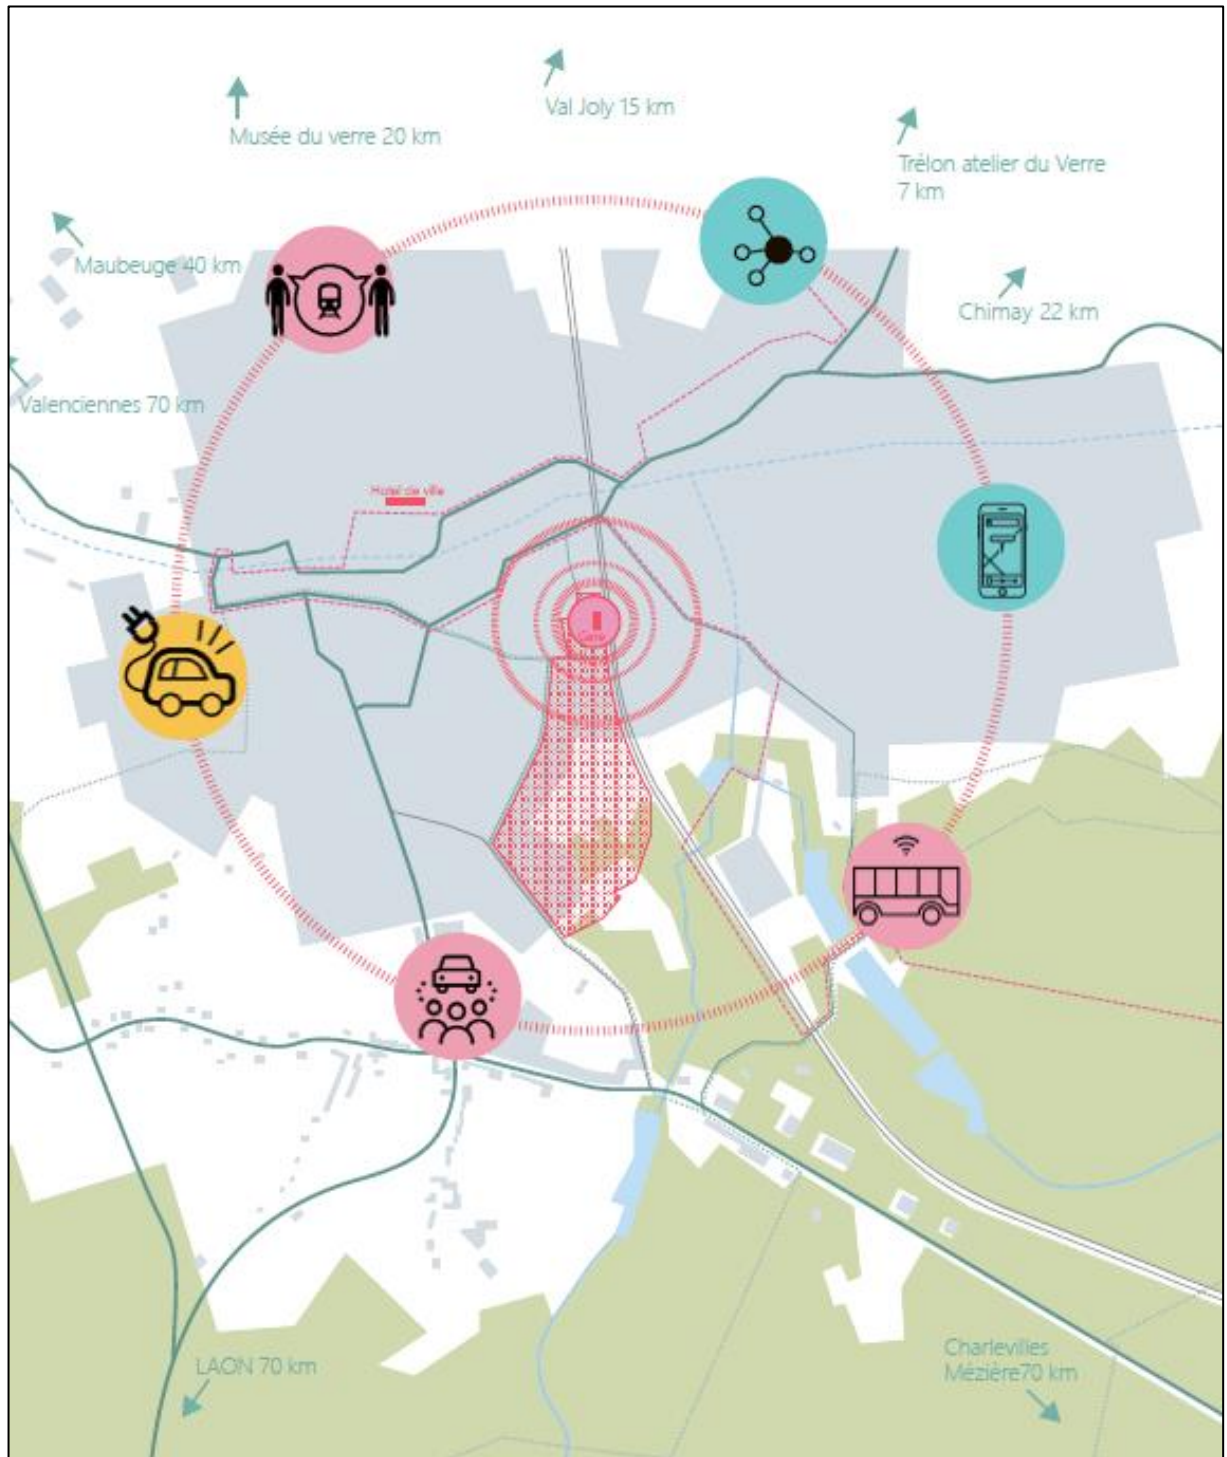 Val Joly 15 km
Musée du verre 20 km
Trélon atelier du Verre
7 km
Maubeuge 40 km
Chimay 22 km
Valenciennes 70 km
Hotel de ville
Gare
LAON 70 km
Charlevilles
Mézière70 km